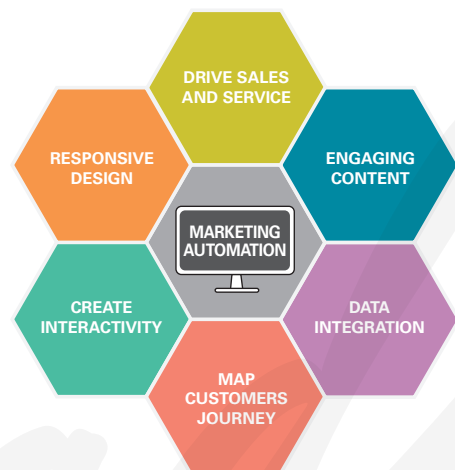 DRIVE SALES
AND SERVICE
ENGAGING
CONTENT
DATA
INTEGRATION
MAP
CUSTOMERS
JOURNEY
CREATE
INTERACTIVITY
RESPONSIVE
DESIGN
MARKETING
AUTOMATION